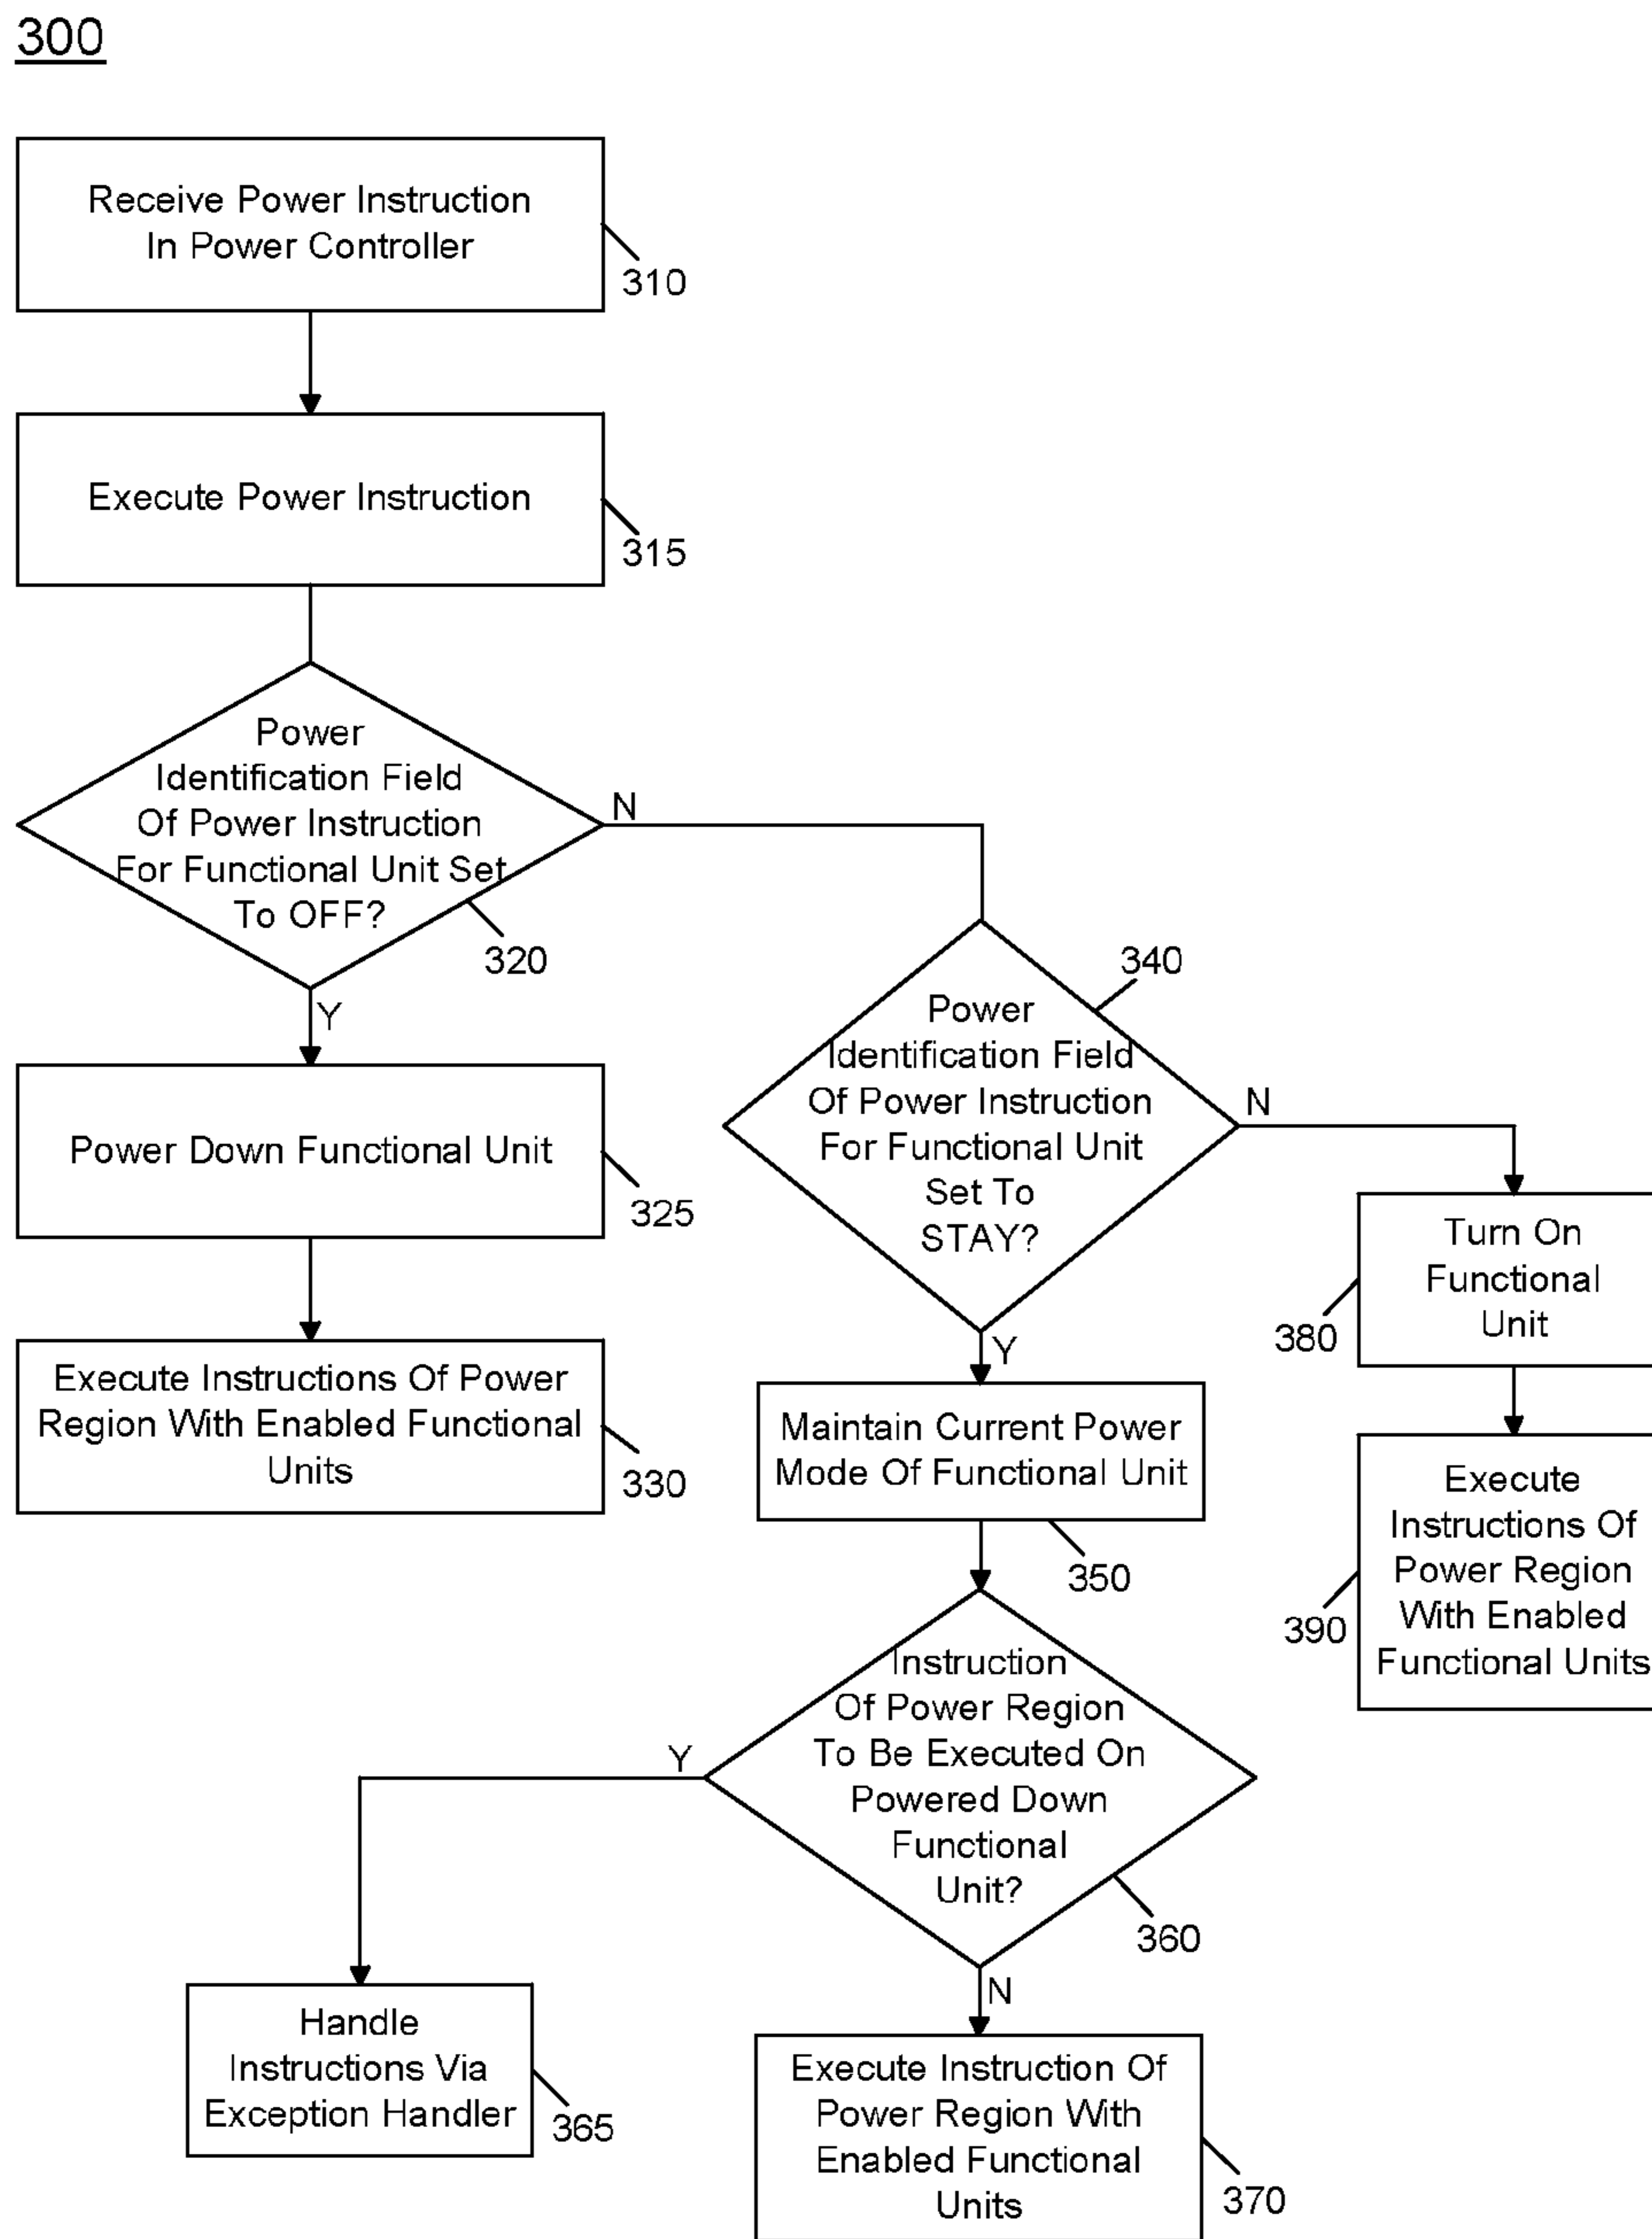 300
Receive Power Instruction
In Power Controller
310
Execute Power Instruction
315
Power
Identification Field
Of Power Instruction
For Functional Unit Set
To OFF?
320
N
Y
Power Down Functional Unit
325
Execute Instructions Of Power
Region With Enabled Functional
Units
330
340
Power
Identification Field
Of Power Instruction
For Functional Unit
Set To
STAY?
N
Y
Turn On
Functional
Unit
380
Execute
Instructions Of
Power Region
With Enabled
Functional Units
390
Maintain Current Power
Mode Of Functional Unit
350
Instruction
Of Power Region
To Be Executed On
Powered Down
Functional
Unit?
360
Y
N
Handle
Instructions Via
Exception Handler
365
Execute Instruction Of
Power Region With
Enabled Functional
Units
370